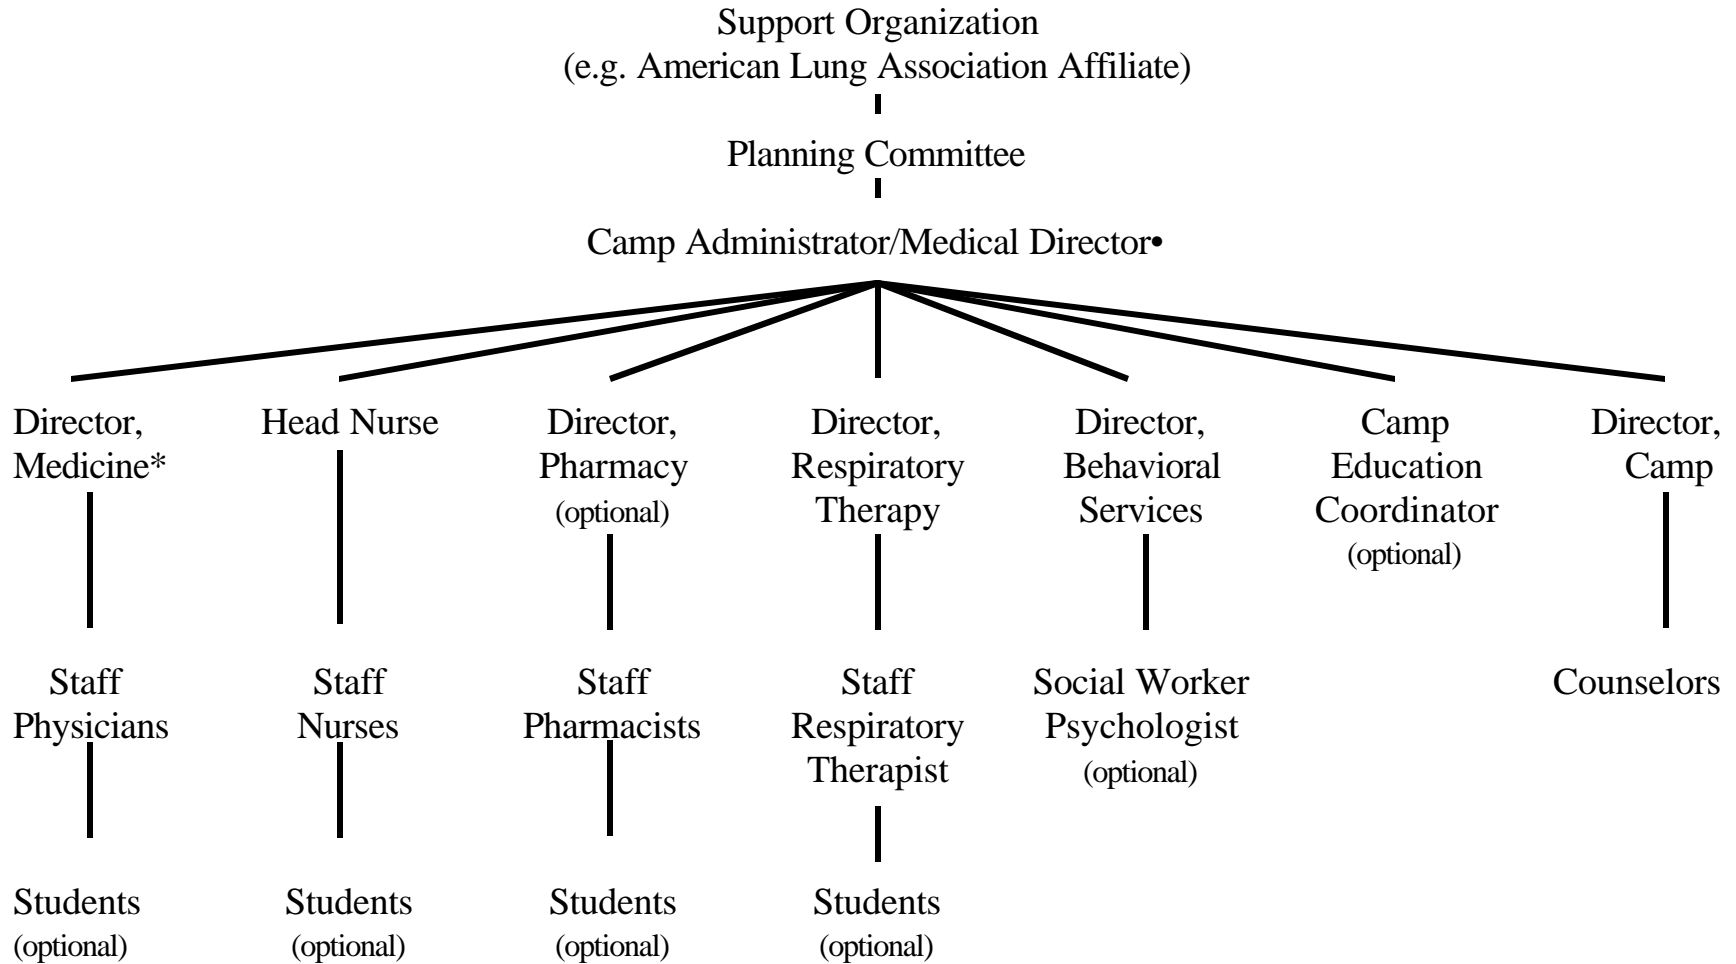 Support Organization
(e.g. American Lung Association Affiliate)
Planning Committee
Camp Administrator/Medical Director•
Director,
Medicine*
Head Nurse
Director,
Pharmacy
(optional)
Director,
Respiratory
Therapy
Director,
Behavioral
Services
Camp
Education
Coordinator
(optional)
Director,
Camp
Staff
Physicians
Staff
Nurses
Staff
Pharmacists
Staff
Respiratory
Therapist
Social Worker
Psychologist
(optional)
Counselors
Students
(optional)
Students
(optional)
Students
(optional)
Students
(optional)